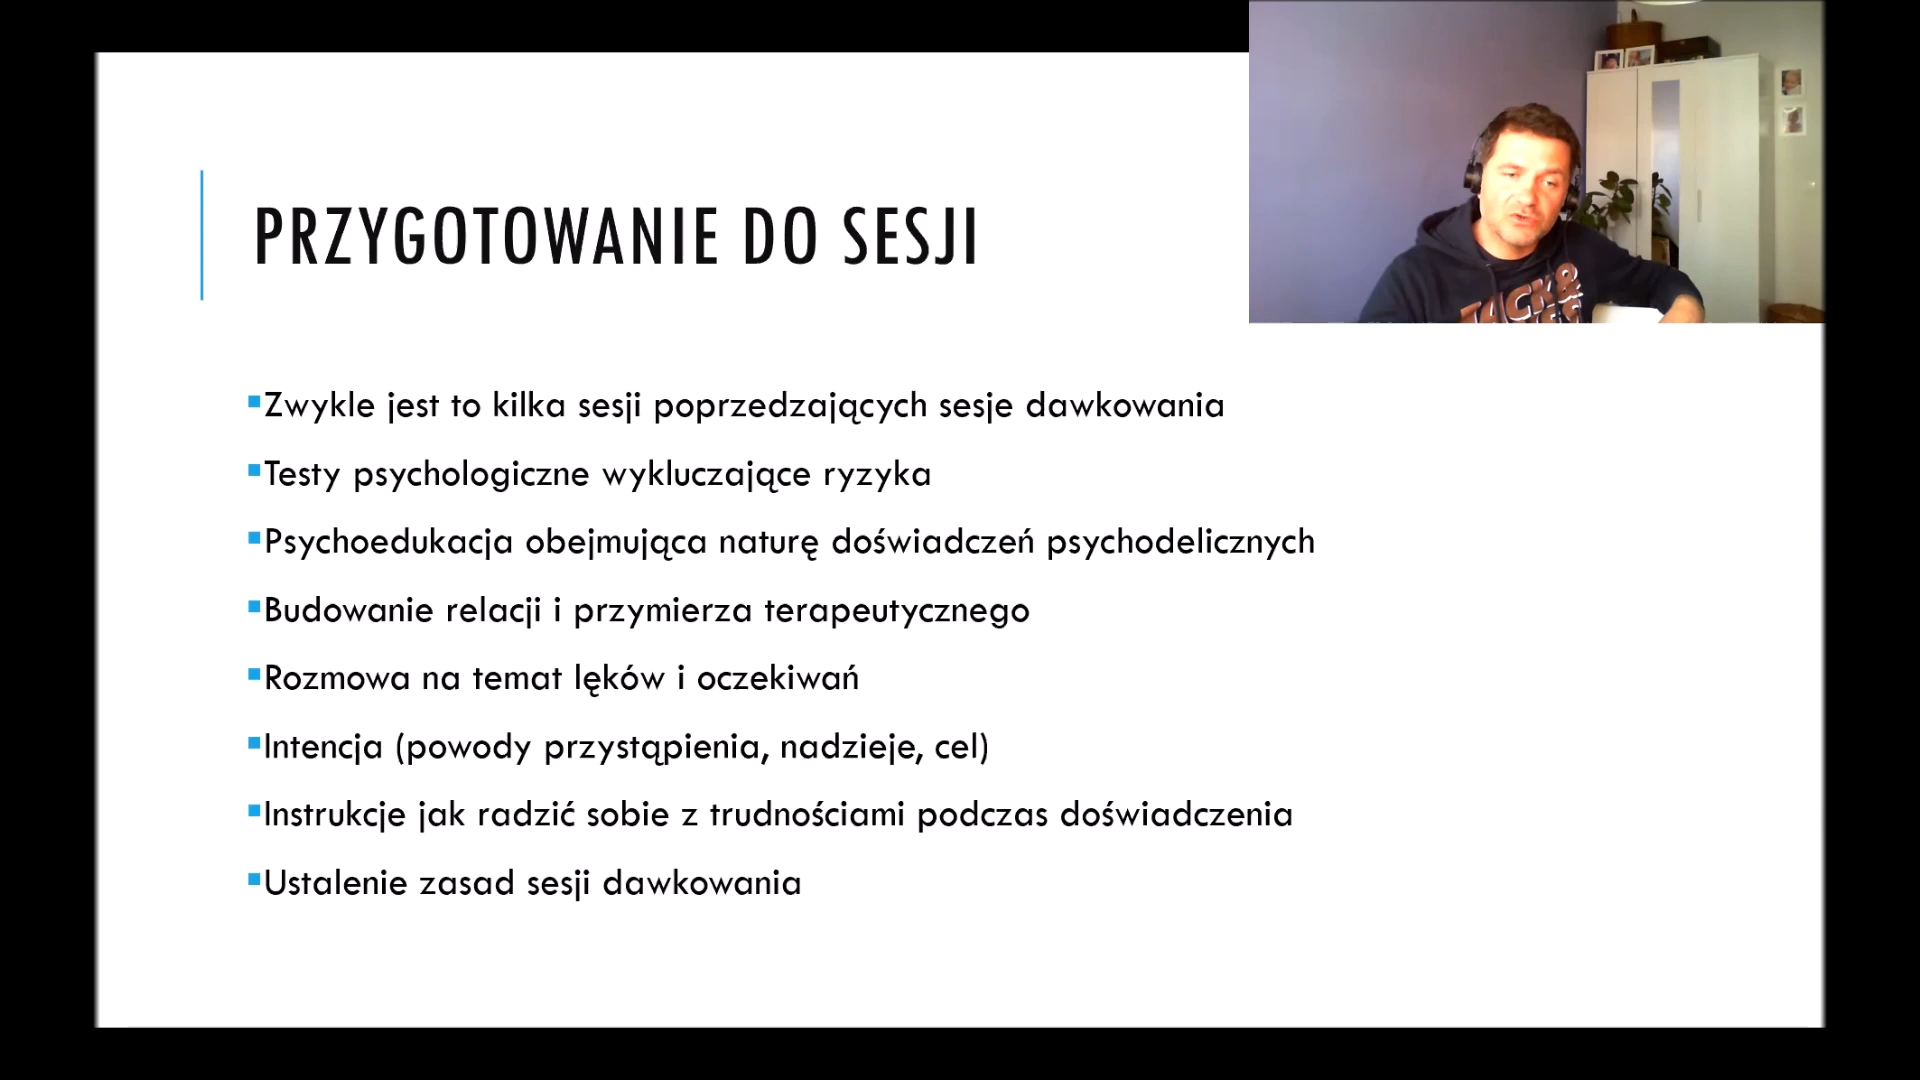 PRZYGOTOWANIE DO SESJI
▪Zwykle jest to kilka sesji poprzedzających sesje dawkowania
▪Testy psychologiczne wykluczające ryzyka
▪Psychoedukacja obejmująca naturę doświadczeń psychodelicznych
▪Budowanie relacji i przymierza terapeutycznego
▪Rozmowa na temat lęków i oczekiwań
▪Intencja (powody przystąpienia, nadzieje, cel)
▪Instrukcje jak radzić sobie z trudnościami podczas doświadczenia
▪Ustalenie zasad sesji dawkowania
JACK&